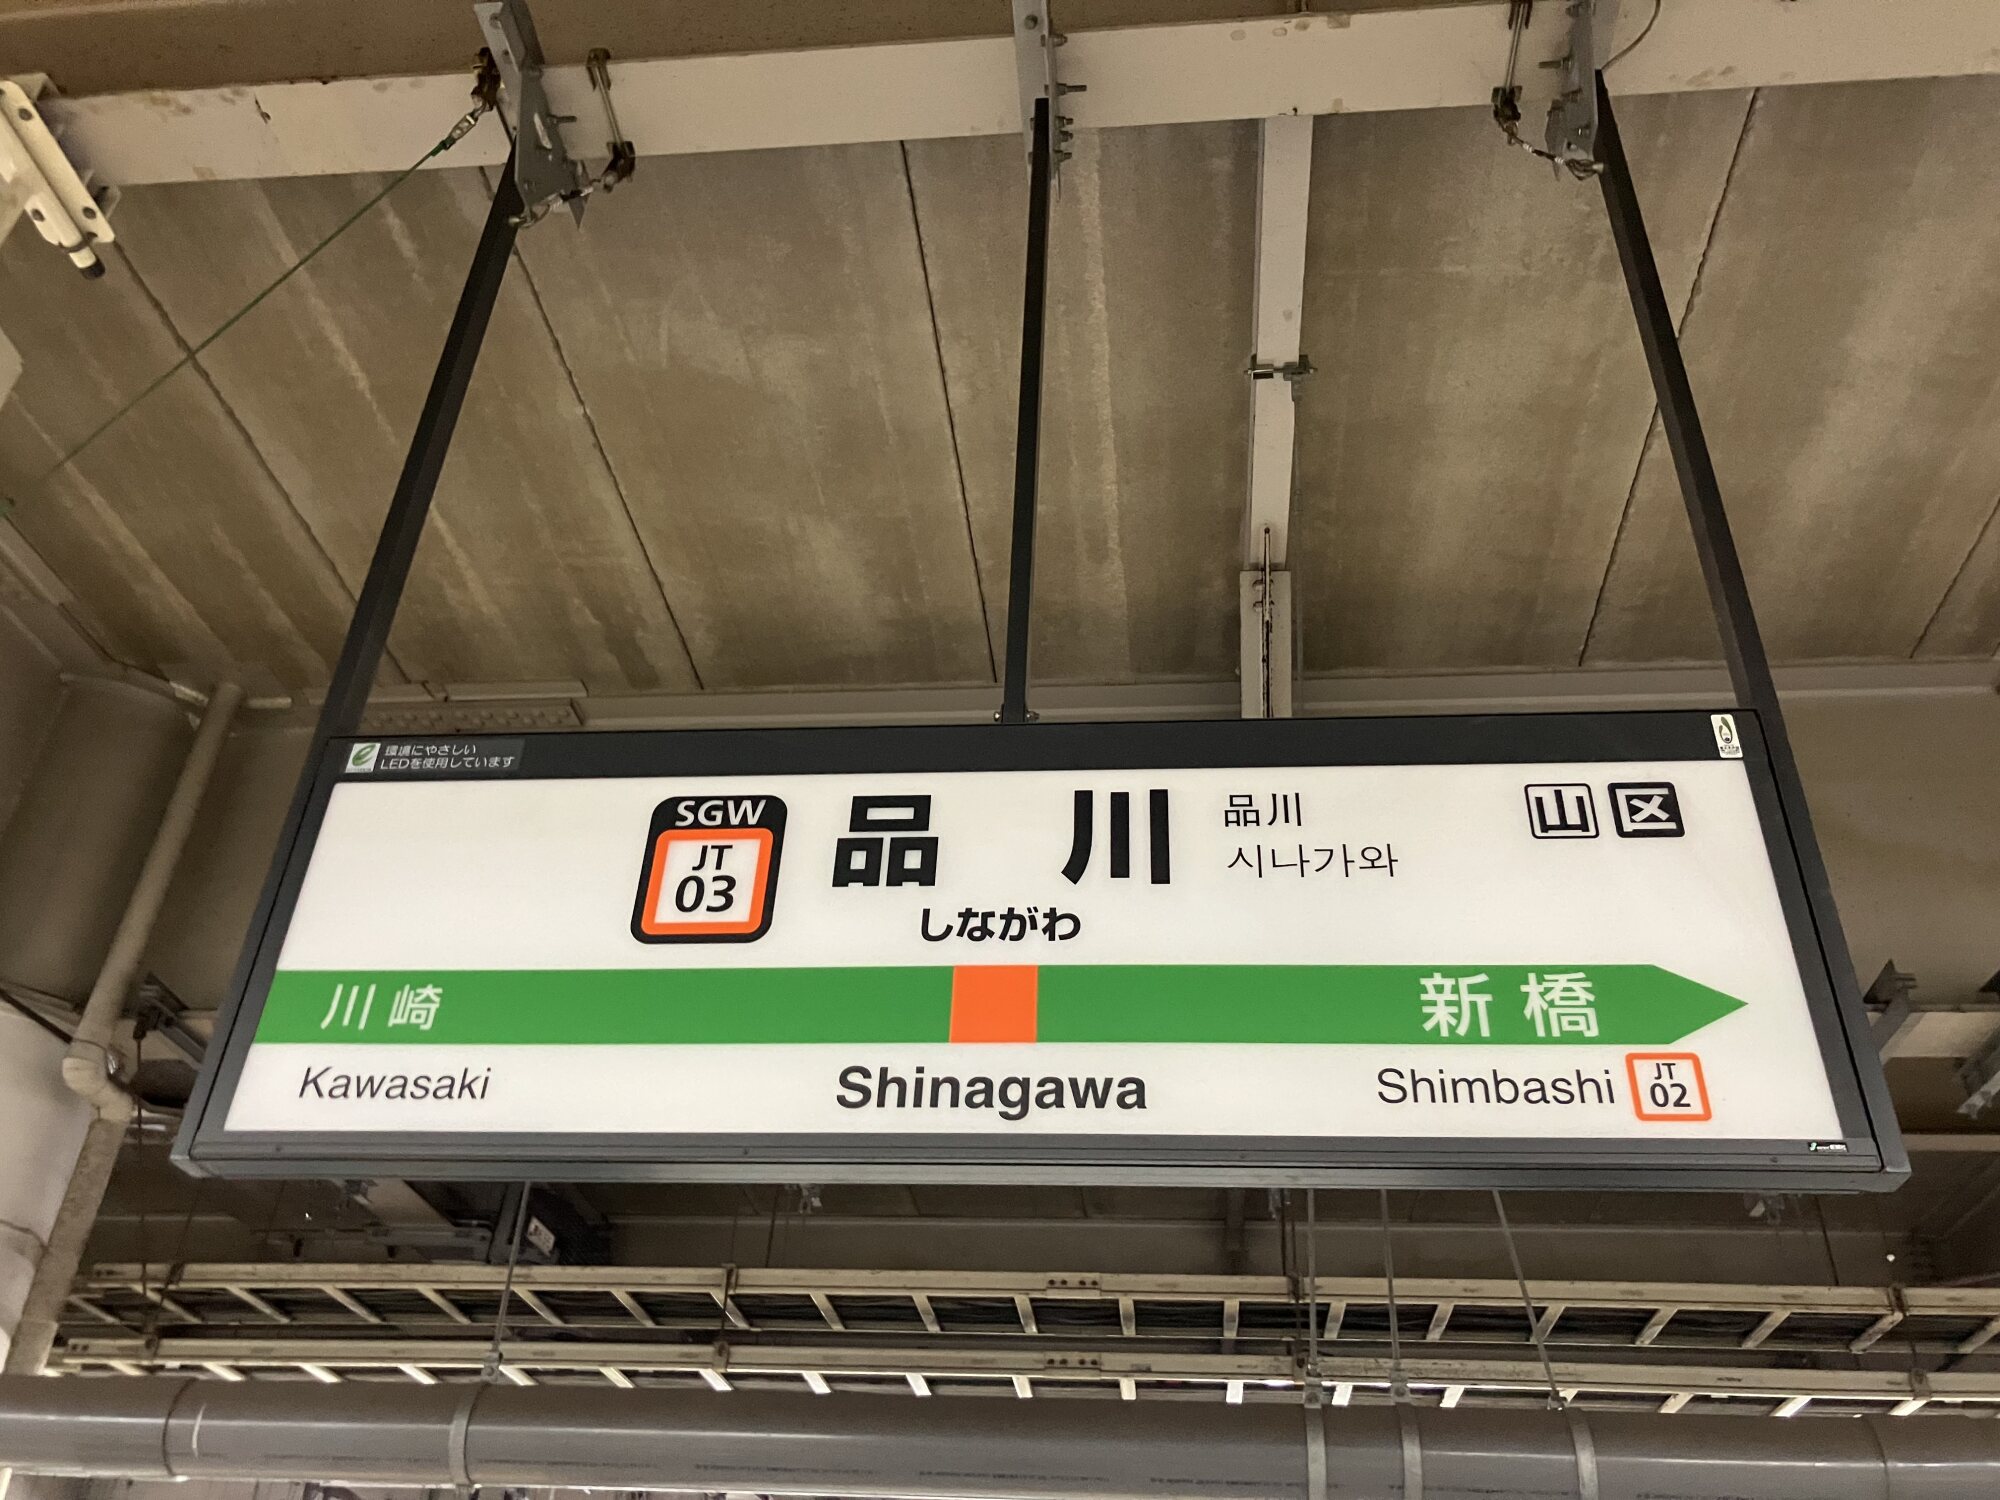 環境にやさしい
LEDを使用しています
SGW
JT
03
品川
品川
시나가와
山 区
しながわ
川崎
新橋
Kawasaki
Shinagawa
Shimbashi
JT
02